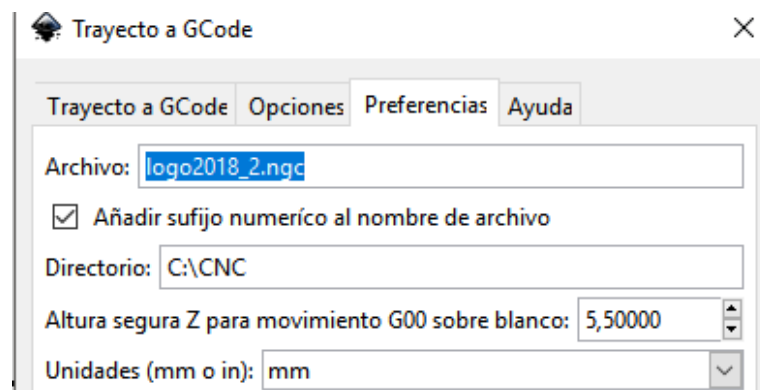 Trayecto a GCode
Trayecto a GCode Opciones Preferencias Ayuda
Archivo: logo2018_2.ngc
Añadir sufijo numeríco al nombre de archivo
Directorio: C:\CNC
Altura segura Z para movimiento G00 sobre blanco: 5,50000
Unidades (mm o in): mm